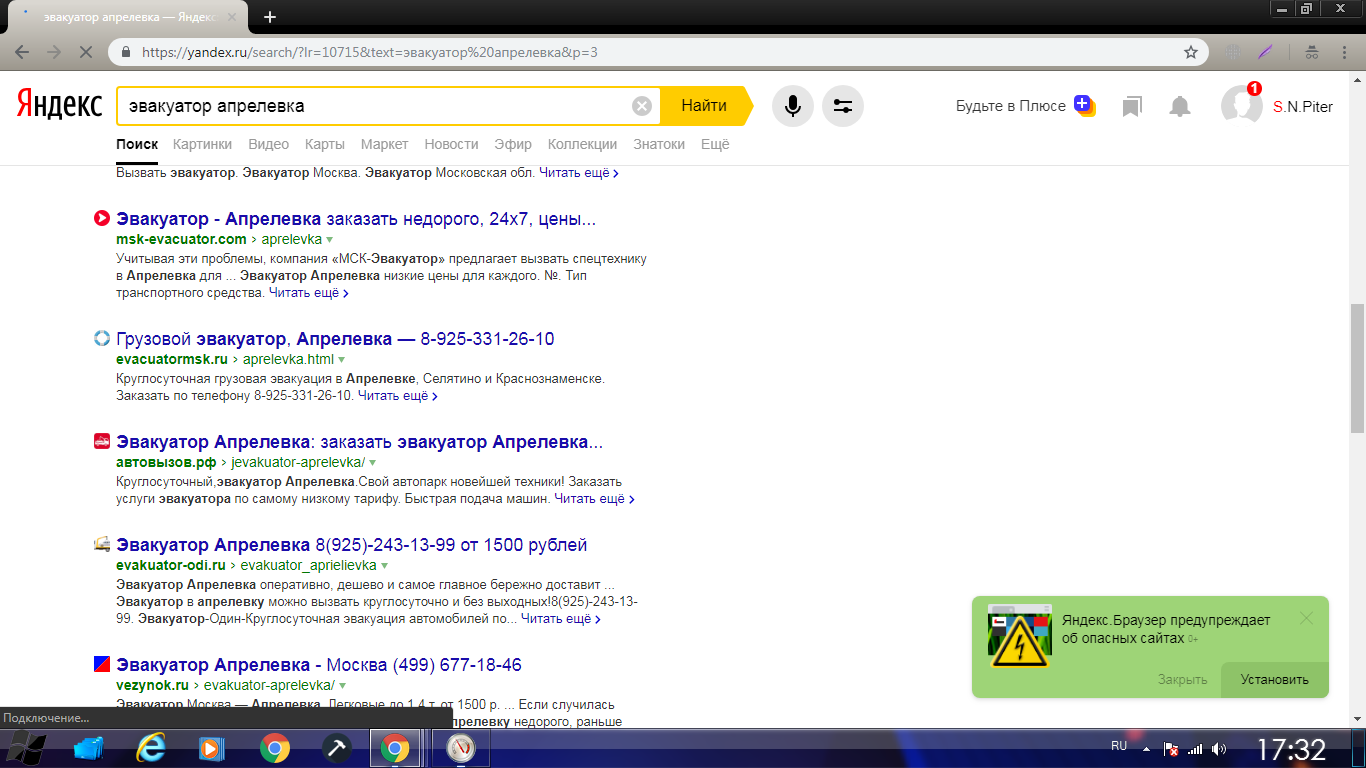 эвакуатор апрелевка — Яндекс
https://yandex.ru/search/?lr=10715&text=эвакуатор%20апрелевка&p=3
Яндекс
эвакуатор апрелевка
Найти
Будьте в Плюсе
1
S.N.Piter
Поиск Картинки Видео Карты Маркет Новости Эфир Коллекции Знатоки Ещё
Вызвать эвакуатор. Эвакуатор Москва. Эвакуатор Московская обл. Читать ещё >
Эвакуатор - Апрелевка заказать недорого, 24х7, цены...
msk-evacuator.com > aprelevka
Учитывая эти проблемы, компания «МСК-Эвакуатор» предлагает вызвать спецтехнику
в Апрелевка для ... Эвакуатор Апрелевка низкие цены для каждого. №. Тип
транспортного средства. Читать ещё >
Грузовой эвакуатор, Апрелевка — 8-925-331-26-10
evacuatormsk.ru > aprelevka.html
Круглосуточная грузовая эвакуация в Апрелевке, Селятино и Краснознаменске.
Заказать по телефону 8-925-331-26-10. Читать ещё >
Эвакуатор Апрелевка: заказать эвакуатор Апрелевка...
автовызов.рф > jevakuator-aprelevka/
Круглосуточный,эвакуатор Апрелевка.Свой автопарк новейшей техники! Заказать
услуги эвакуатора по самому низкому тарифу. Быстрая подача машин. Читать ещё >
Эвакуатор Апрелевка 8(925)-243-13-99 от 1500 рублей
evakuator-odi.ru > evakuator_aprielievka
Эвакуатор Апрелевка оперативно, дешево и самое главное бережно доставит ...
Эвакуатор в апрелевку можно вызвать круглосуточно и без выходных!8(925)-243-13-
99. Эвакуатор-Один-Круглосуточная эвакуация автомобилей по... Читать ещё >
Эвакуатор Апрелевка - Москва (499) 677-18-46
vezynok.ru > evakuator-aprelevka/
Эвакуатор Москва — Апрелевка. Легковые до 1,4 т. от 1500 р. ... Если случилась
прелевку недорого, раньше
Яндекс.Браузер предупреждает
об опасных сайтах 0+
Закрыть Установить
Подключение...
RU
17:32